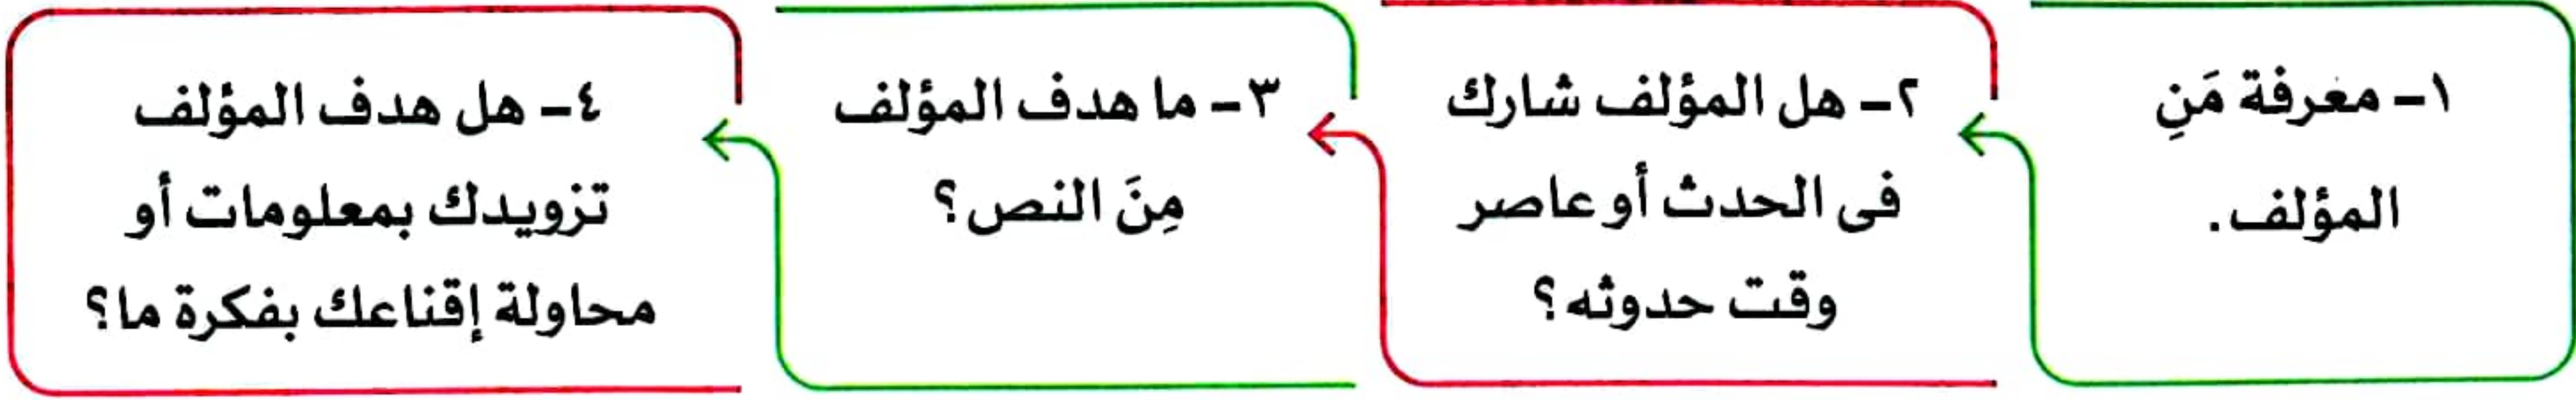 ١- معرفة مَنِ
المؤلف.
٢- هل المؤلف شارك
فى الحدث أو عاصر
وقت حدوثه؟
٣- ما هدف المؤلف
مِنَ النص؟
٤- هل هدف المؤلف
تزويدك بمعلومات أو
محاولة إقناعك بفكرة ما؟